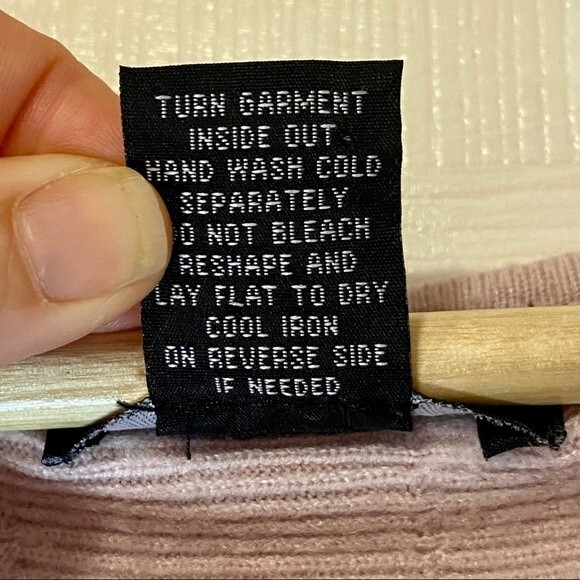 TURN GARMENT
INSIDE OUT
HAND WASH COLD
SEPARATELY
O NOT BLEACH
RESHAPE AND
LAY FLAT TO DRY
COOL IRON
ON REVERSE SIDE
IF NEEDED